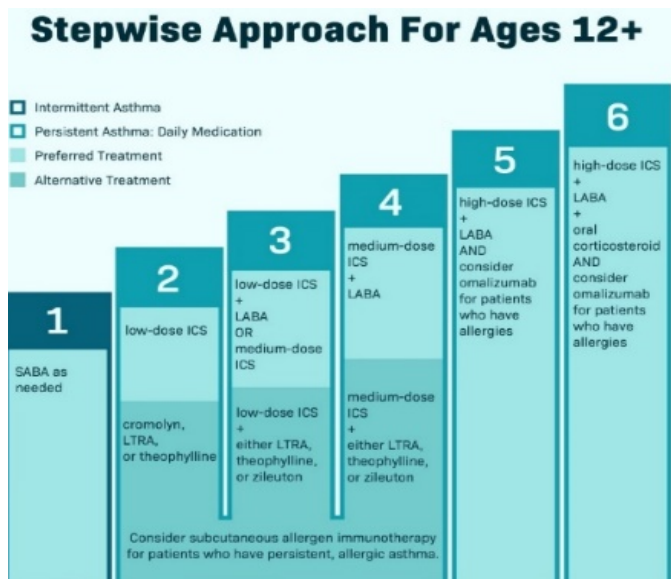 Stepwise Approach For Ages 12+
Intermittent Asthma
Persistent Asthma: Daily Medication
Preferred Treatment
Alternative Treatment
1
SABA as
needed
2
low-dose ICS
cromolyn,
LTRA,
or theophylline
3
low-dose ICS
+
LABA
OR
medium-dose
ICS
low-dose ICS
+
either LTRA,
theophylline,
or zileuton
4
medium-dose
ICS
+
LABA
medium-dose
ICS
+
either LTRA,
theophylline,
or zileuton
Consider subcutaneous allergen immunotherapy
for patients who have persistent, allergic asthma.
5
high-dose ICS
+
LABA
AND
consider
omalizumab
for patients
who have
allergies
6
high-dose ICS
+
LABA
+
oral
corticosteroid
AND
consider
omalizumab
for patients
who have
allergies